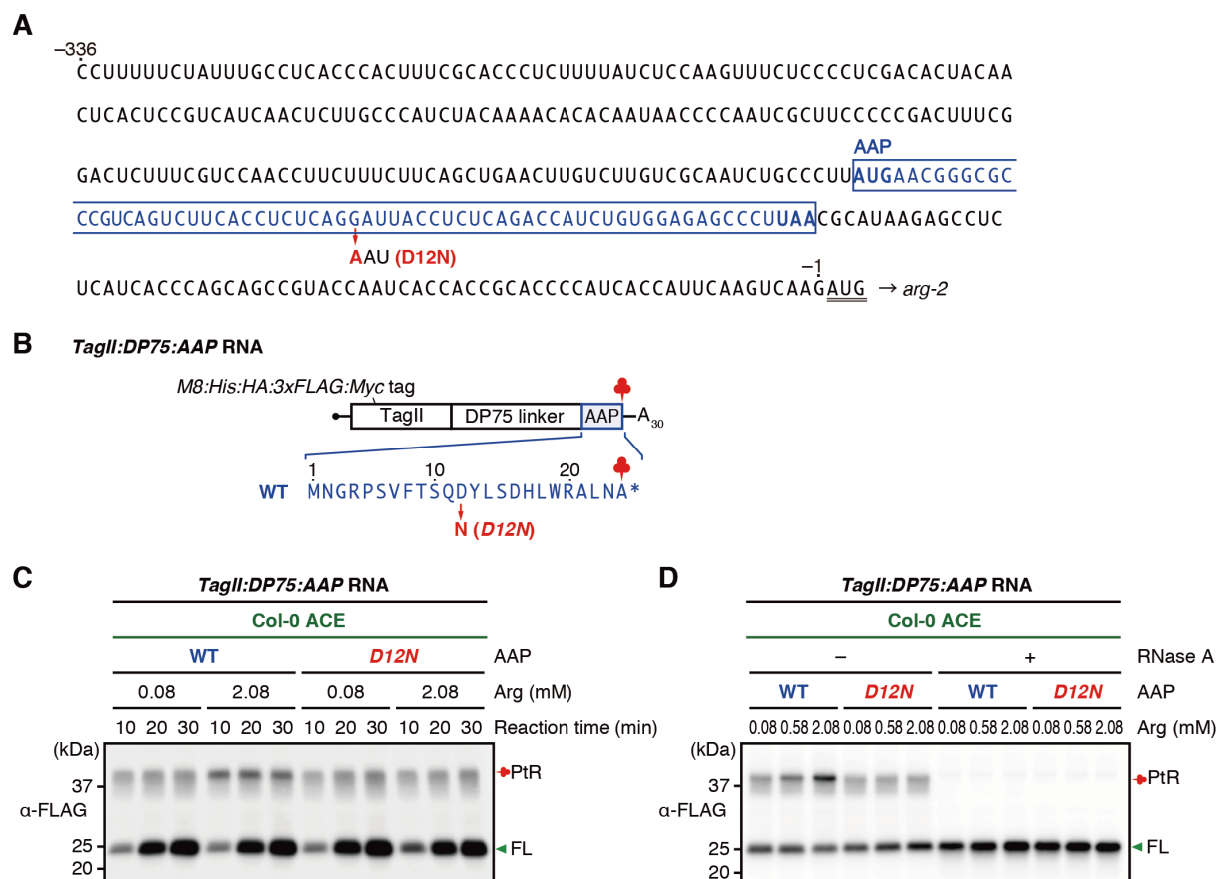 A
–336
CCUUUUUCUAUUUGCCUCACCCACUUUCGCACCCUCUUUUAUCUCCAAGUUUCUCCCCUCGACACUACAA
CUCACUCCGUCAUCAACUCUUGCCCAUCUACAAAACACACAAUAACCCCAAUCGCUUCCCCCCGACUUUCG
AAP
GACUCUUUCGUCCAACCUUCUUUCUUCAGCUGAACUUGUCUUGUCGCAAUCUGCCCUUAUGAACGGGCGC
CCGUCAGUCUUCACCUCUCAGGAUUACCUCUCAGACCAUCUGUGGAGAGCCCUUAACGCAUAAGAGCCUC
AAU (D12N)
–1
UCAUCACCCAGCAGCCGUACCAAUCACCACCGCACCCCAUCACCAUUCAAGUCAAGAUG → arg-2
B
TagII:DP75:AAP RNA
M8:His:HA:3xFLAG:Myc tag
TagII DP75 linker AAP A30
1 10 20
WT MNGRPSVFTSQDYLSDHLWRALNA*
N (D12N)
C
TagII:DP75:AAP RNA
Col-0 ACE
WT D12N AAP
0.08 2.08 0.08 2.08 Arg (mM)
10 20 30 10 20 30 10 20 30 10 20 30 Reaction time (min)
(kDa)
PtR
37
α-FLAG
25 FL
20
D
TagII:DP75:AAP RNA
Col-0 ACE
– + RNase A
WT D12N WT D12N AAP
0.08 0.58 2.08 0.08 0.58 2.08 0.08 0.58 2.08 0.08 0.58 2.08 Arg (mM)
(kDa)
PtR
37
α-FLAG
25 FL
20